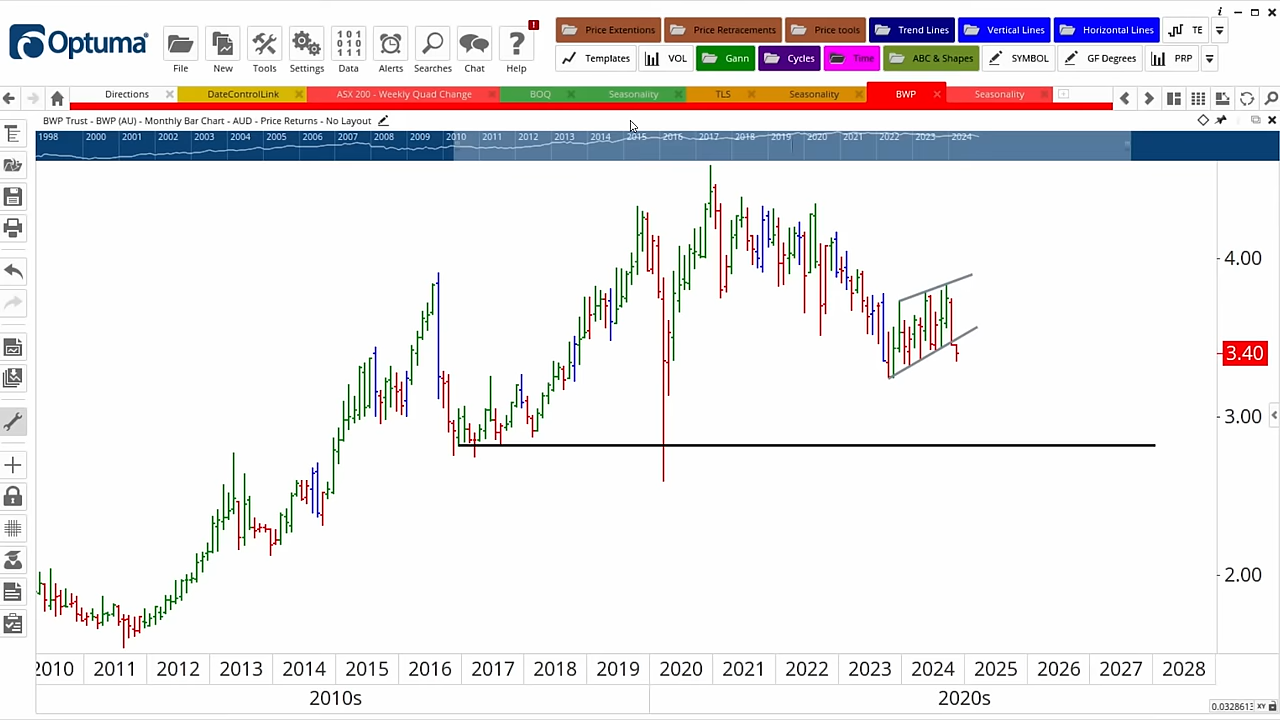 i
Optuma
File
New
Tools
Settings
101
010
101
Data
Alerts
Searches
Chat
!
?
Help
Price Extentions
Price Retracements
Price tools
Trend Lines
Vertical Lines
Horizontal Lines
TE
Templates
VOL
Gann
Cycles
Time
ABC & Shapes
SYMBOL
GF Degrees
PRP
Directions
DateControlLink
ASX 200 - Weekly Quad Change
BOQ
Seasonality
TLS
Seasonality
BWP
Seasonality
BWP Trust - BWP (AU) - Monthly Bar Chart - AUD - Price Returns - No Layout
1998 2000 2001 2002 2003 2004 2005 2006 2007 2008 2009 2010 2012 2013 2014 2015 2016 2017 2018 2019 2020 2021 2022 2023 2024
4.00
3.40
3.00
2.00
2010 2011 2012 2013 2014 2015 2016 2017 2018 2019 2020 2021 2022 2023 2024 2025 2026 2027 2028
2010s 2020s
XY